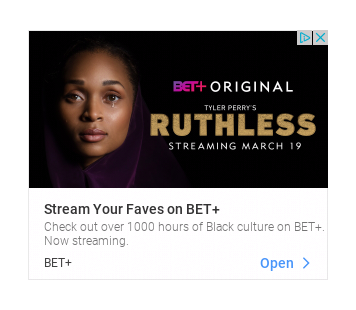 BET+ ORIGINAL
TYLER PERRY'S
RUTHLESS
STREAMING MARCH 19
Stream Your Faves on BET+
Check out over 1000 hours of Black culture on BET+.
Now streaming.
BET+
Open